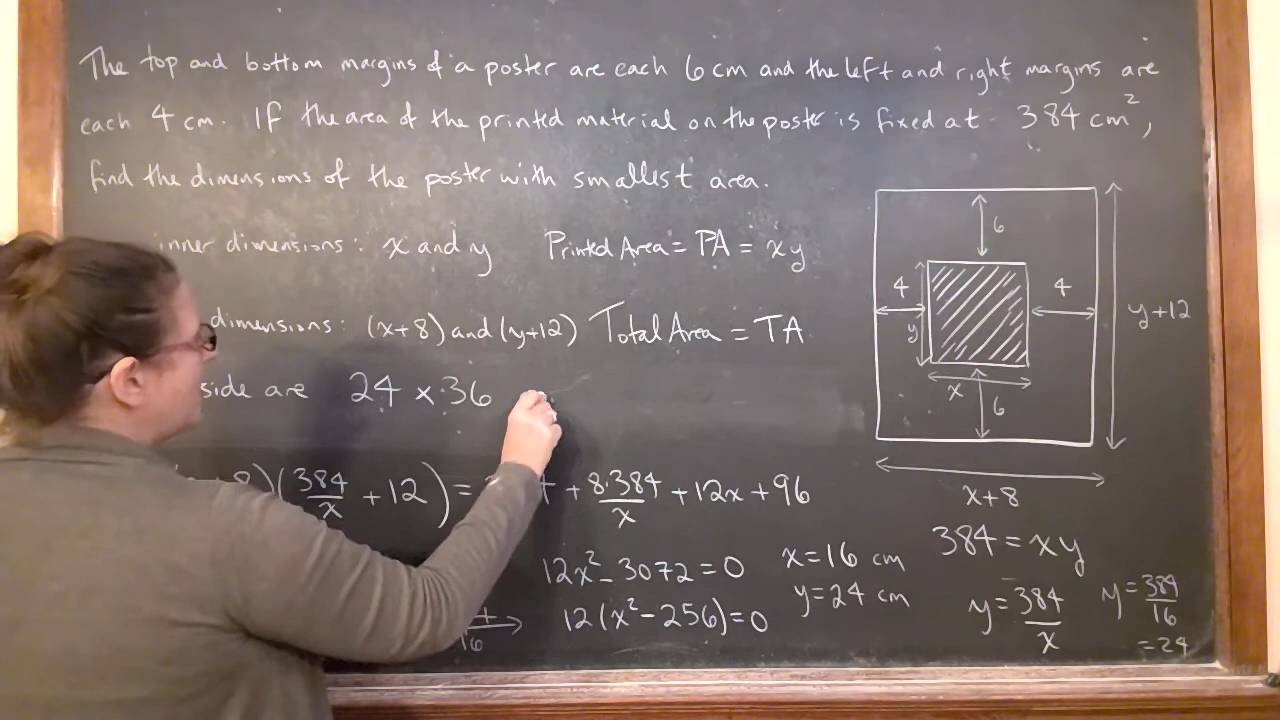 The top and bottom margins of a poster are each 6 cm and the left and right margins are
each 4 cm. If the area of the printed material on the poster is fixed at 384 cm²,
find the dimensions of the poster with smallest area.
inner dimensions: x and y Printed Area = PA = xy
dimensions: (x+8) and (y+12) Total Area = TA
side are 24 x 36
(384/x + 12) = + 8·384/x + 12x + 96
12x² - 3072 = 0
12(x² - 256) = 0
16
x = 16 cm
y = 24 cm
6
4
4
y
x
6
y+12
x+8
384 = xy
y = 384/x
y = 384/16
= 24